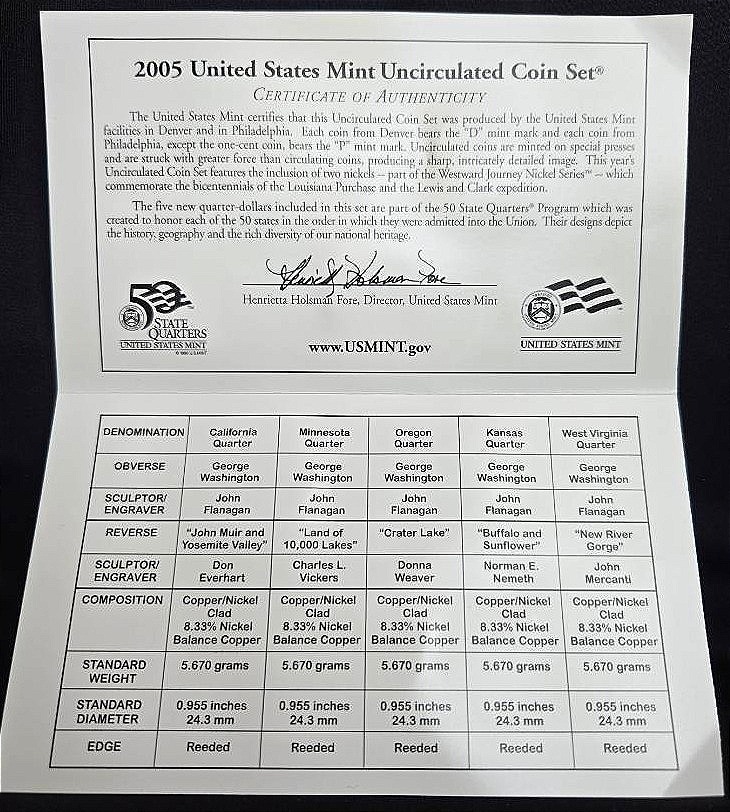 2005 United States Mint Uncirculated Coin Set®
CERTIFICATE OF AUTHENTICITY
The United States Mint certifies that this Uncirculated Coin Set was produced by the United States Mint
facilities in Denver and in Philadelphia. Each coin from Denver bears the "D" mint mark and each coin from
Philadelphia, except the one-cent coin, bears the "P" mint mark. Uncirculated coins are minted on special presses
and are struck with greater force than circulating coins, producing a sharp, intricately detailed image. This year's
Uncirculated Coin Set features the inclusion of two nickels – part of the Westward Journey Nickel Series™ – which
commemorate the bicentennials of the Louisiana Purchase and the Lewis and Clark expedition.
The five new quarter-dollars included in this set are part of the 50 State Quarters® Program which was
created to honor each of the 50 states in the order in which they were admitted into the Union. Their designs depict
the history, geography and the rich diversity of our national heritage.
Henrietta Holsman Fore
Henrietta Holsman Fore, Director, United States Mint
50
STATE
QUARTERS
UNITED STATES MINT
www.USMINT.gov
UNITED STATES MINT
DENOMINATION California Quarter Minnesota Quarter Oregon Quarter Kansas Quarter West Virginia Quarter
OBVERSE George Washington George Washington George Washington George Washington George Washington
SCULPTOR/ENGRAVER John Flanagan John Flanagan John Flanagan John Flanagan John Flanagan
REVERSE "John Muir and Yosemite Valley" "Land of 10,000 Lakes" "Crater Lake" "Buffalo and Sunflower" "New River Gorge"
SCULPTOR/ENGRAVER Don Everhart Charles L. Vickers Donna Weaver Norman E. Nemeth John Mercanti
COMPOSITION Copper/Nickel Clad 8.33% Nickel Balance Copper Copper/Nickel Clad 8.33% Nickel Balance Copper Copper/Nickel Clad 8.33% Nickel Balance Copper Copper/Nickel Clad 8.33% Nickel Balance Copper Copper/Nickel Clad 8.33% Nickel Balance Copper
STANDARD WEIGHT 5.670 grams 5.670 grams 5.670 grams 5.670 grams 5.670 grams
STANDARD DIAMETER 0.955 inches 24.3 mm 0.955 inches 24.3 mm 0.955 inches 24.3 mm 0.955 inches 24.3 mm 0.955 inches 24.3 mm
EDGE Reeded Reeded Reeded Reeded Reeded